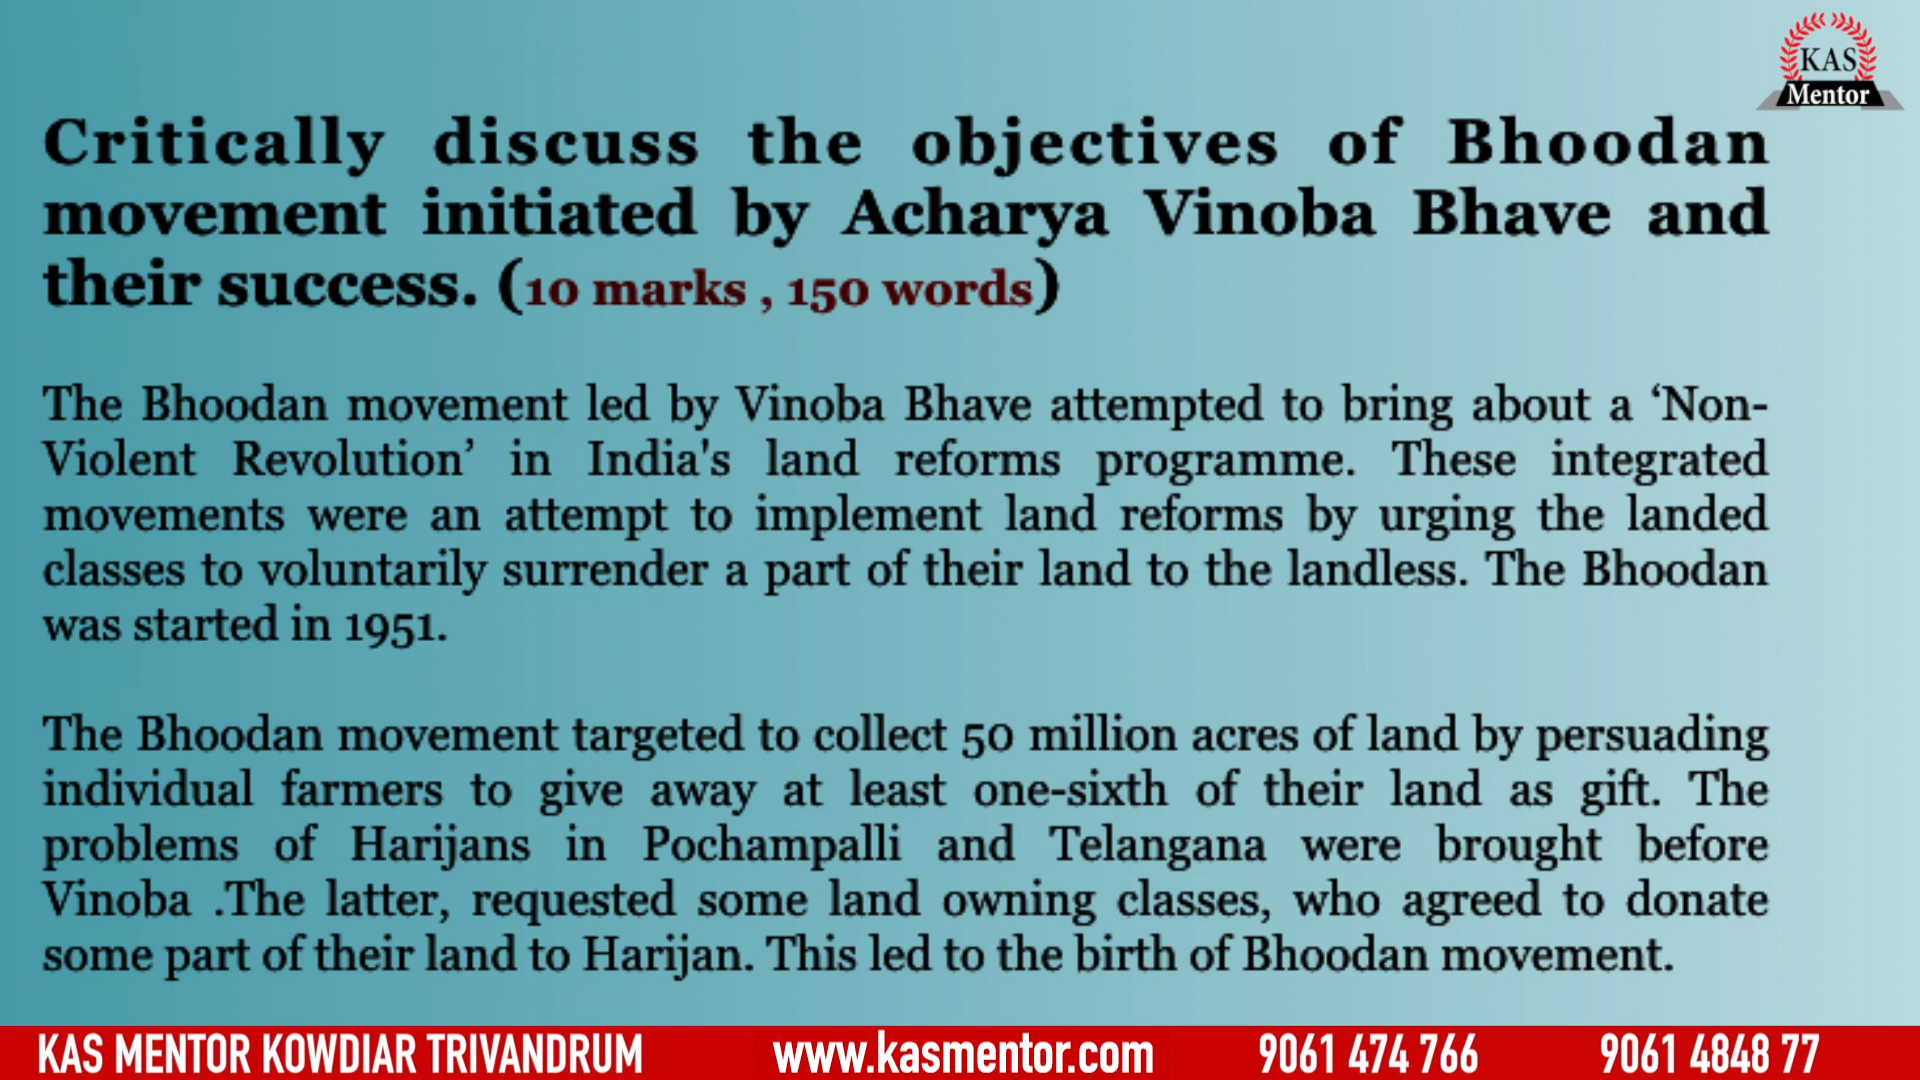 KAS
Mentor
Critically discuss the objectives of Bhoodan
movement initiated by Acharya Vinoba Bhave and
their success. (10 marks , 150 words)
The Bhoodan movement led by Vinoba Bhave attempted to bring about a ‘Non-
Violent Revolution’ in India's land reforms programme. These integrated
movements were an attempt to implement land reforms by urging the landed
classes to voluntarily surrender a part of their land to the landless. The Bhoodan
was started in 1951.
The Bhoodan movement targeted to collect 50 million acres of land by persuading
individual farmers to give away at least one-sixth of their land as gift. The
problems of Harijans in Pochampalli and Telangana were brought before
Vinoba .The latter, requested some land owning classes, who agreed to donate
some part of their land to Harijan. This led to the birth of Bhoodan movement.
KAS MENTOR KOWDIAR TRIVANDRUM www.kasmentor.com 9061 474 766 9061 4848 77